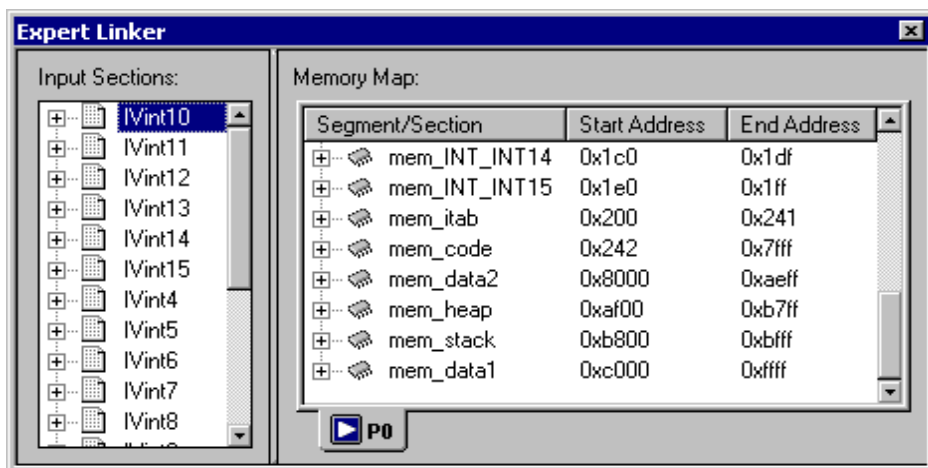 Expert Linker
Input Sections:
IVint10
IVint11
IVint12
IVint13
IVint14
IVint15
IVint4
IVint5
IVint6
IVint7
IVint8
Memory Map:
Segment/Section Start Address End Address
mem_INT_INT14 0x1c0 0x1df
mem_INT_INT15 0x1e0 0x1ff
mem_itab 0x200 0x241
mem_code 0x242 0x7fff
mem_data2 0x8000 0xaeff
mem_heap 0xaf00 0xb7ff
mem_stack 0xb800 0xbfff
mem_data1 0xc000 0xffff
P0